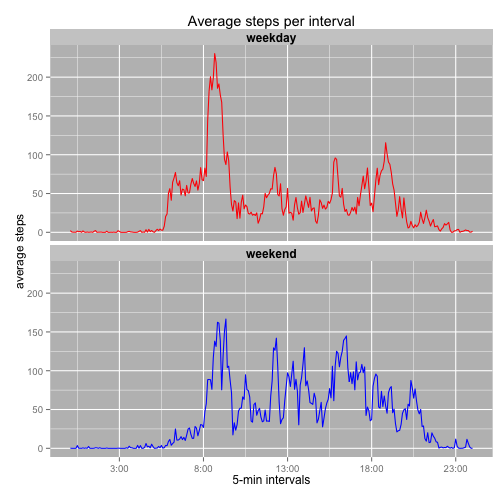 Average steps per interval
weekday
200
150
100
50
0
weekend
200
150
100
50
0
average steps
3:00 8:00 13:00 18:00 23:00
5-min intervals